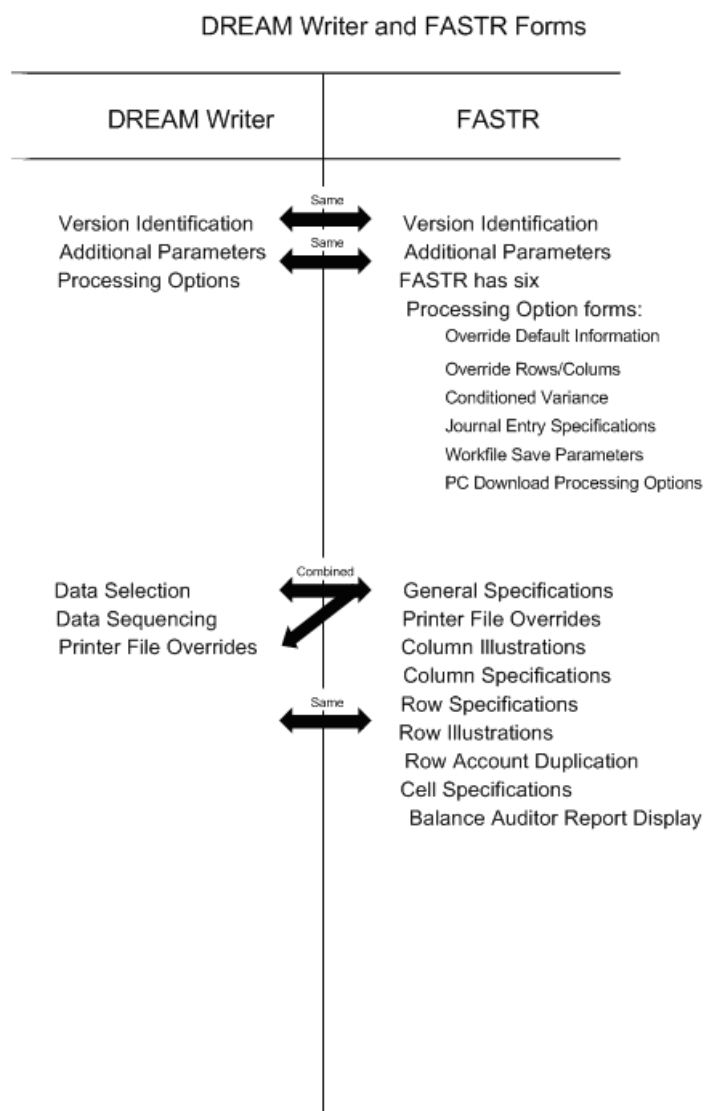 DREAM Writer and FASTR Forms
DREAM Writer
FASTR
Same
Version Identification
Version Identification
Same
Additional Parameters
Additional Parameters
Processing Options
FASTR has six
Processing Option forms:
Override Default Information
Override Rows/Colums
Conditioned Variance
Journal Entry Specifications
Workfile Save Parameters
PC Download Processing Options
Combined
Data Selection
General Specifications
Data Sequencing
Printer File Overrides
Printer File Overrides
Column Illustrations
Column Specifications
Same
Row Specifications
Row Illustrations
Row Account Duplication
Cell Specifications
Balance Auditor Report Display